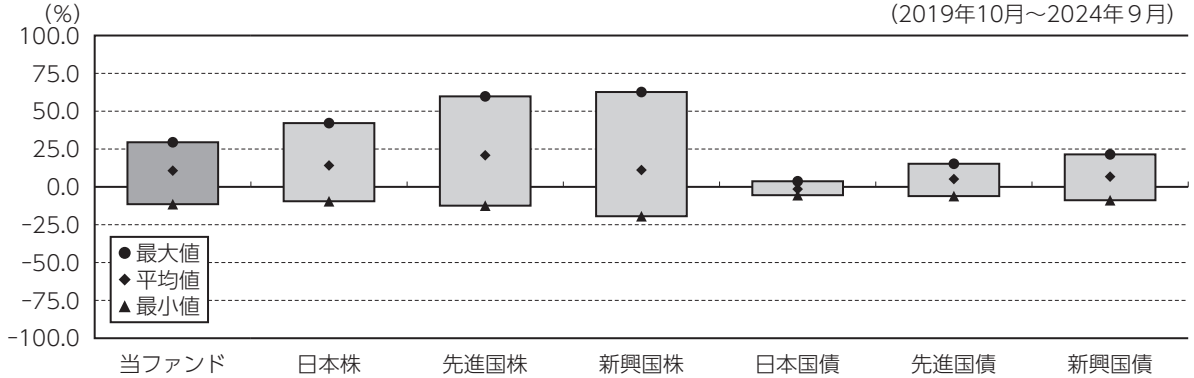 (%)
(2019年10月～2024年９月)
100.0
75.0
50.0
25.0
0.0
-25.0
-50.0
-75.0
-100.0
●最大値
◆平均値
▲最小値
当ファンド 日本株 先進国株 新興国株 日本国債 先進国債 新興国債